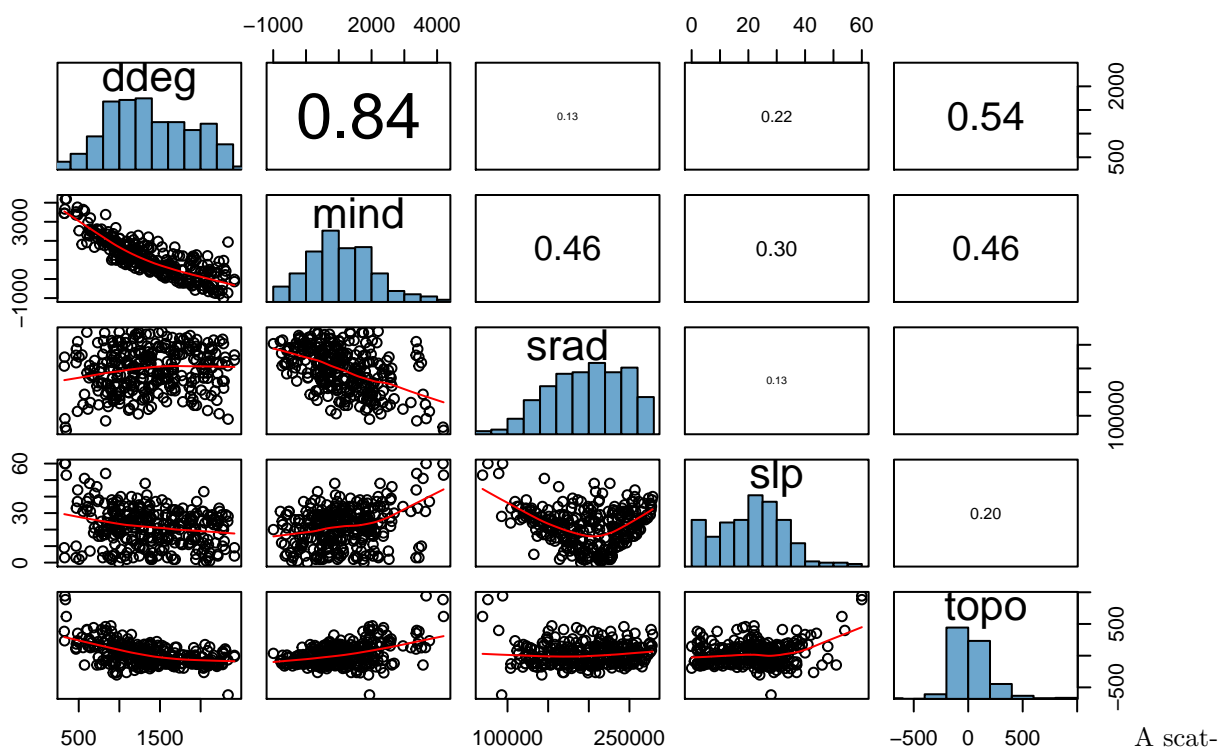 −1000 2000 4000 0 20 40 60
ddeg 0.84 0.13 0.22 0.54 500 2000
−1000 3000 mind 0.46 0.30 0.46
srad 0.13 100000
0 30 60 slp 0.20
topo −500 500
500 1500 100000 250000 −500 0 500
A scat-